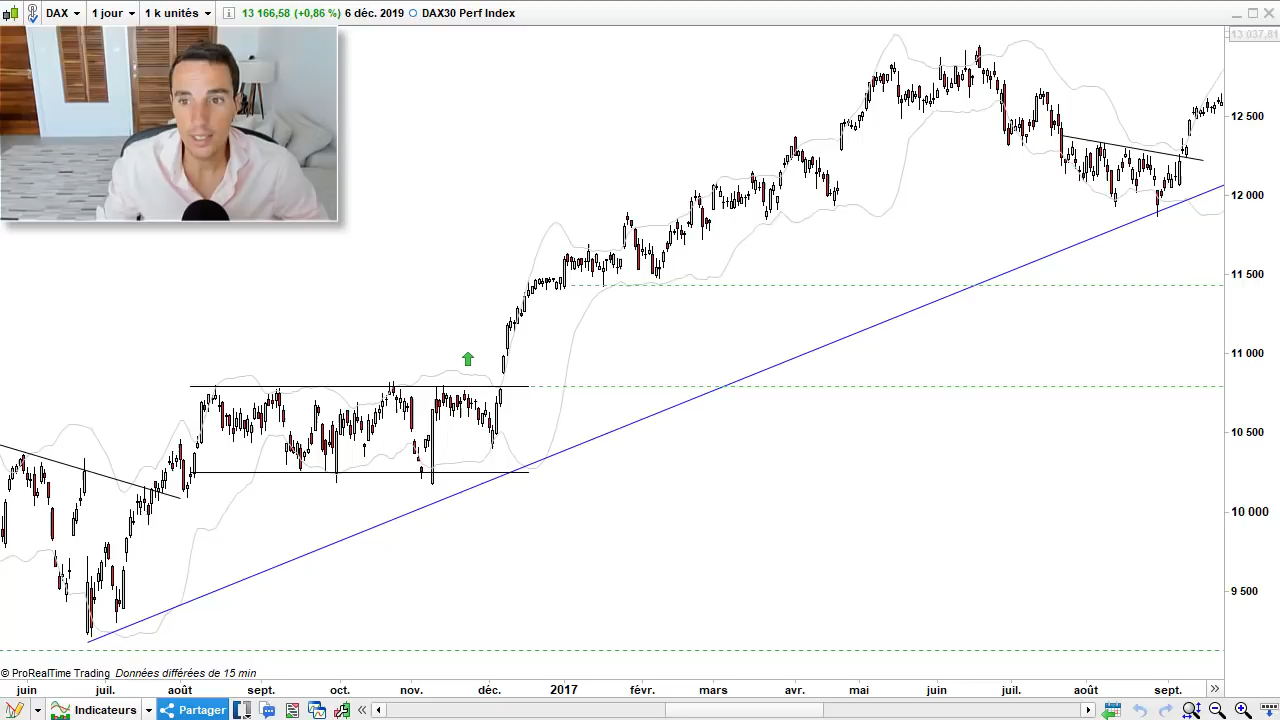 DAX 1 jour 1 k unités 13 166,58 (+0,86 %) 6 déc. 2019 DAX30 Perf Index
13 037,81
12 500
12 000
11 500
11 000
10 500
10 000
9 500
© ProRealTime Trading Données différées de 15 min
juin juil. août sept. oct. nov. déc. 2017 févr. mars avr. mai juin juil. août sept.
Indicateurs Partager